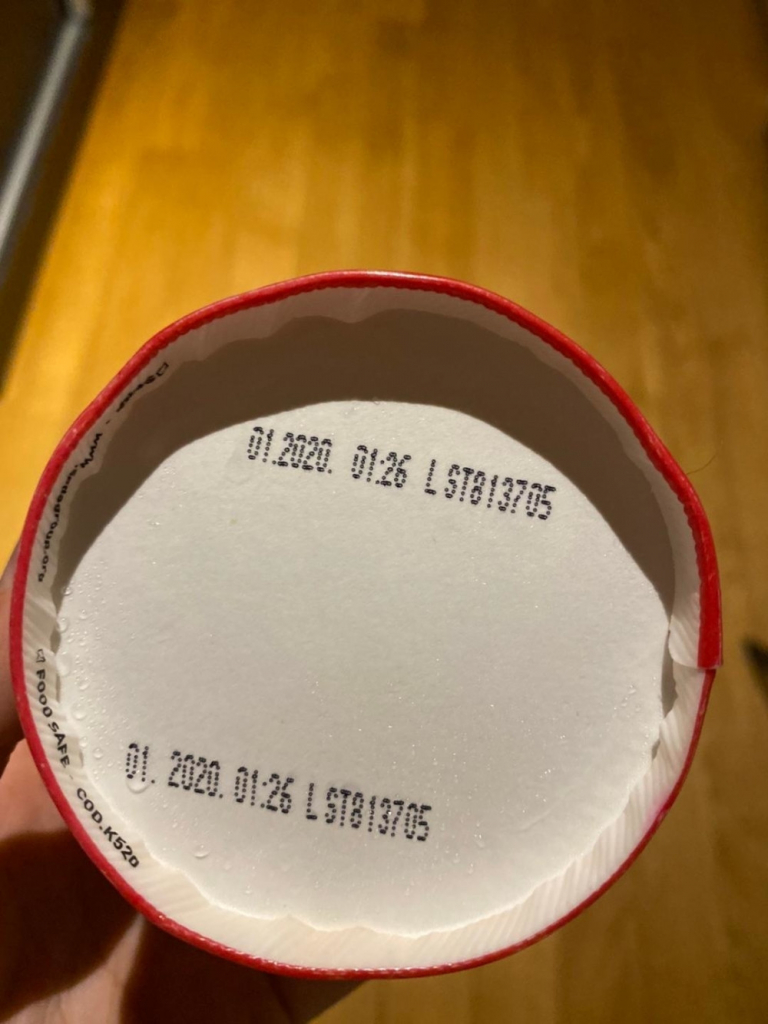 01.2020. 01:26 LST813705
01. 2020. 01:26 LST813705
FOOD SAFE. COD.K520